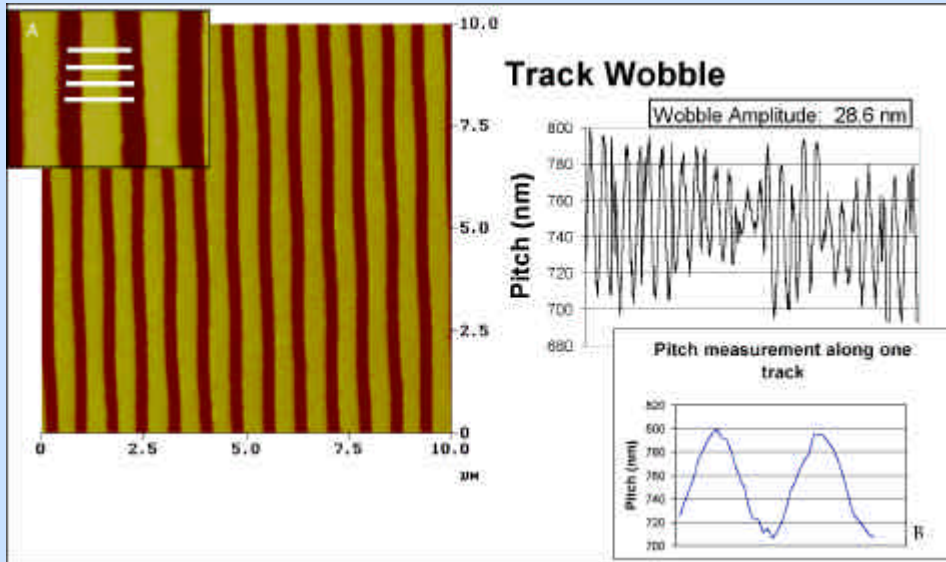 A
10.0
7.5
5.0
2.5
0
0 2.5 5.0 7.5 10.0
µM
Track Wobble
Wobble Amplitude: 28.6 nm
Pitch (nm)
800
780
760
740
720
700
680
Pitch measurement along one
track
Pitch (nm)
820
800
780
760
740
720
700
B